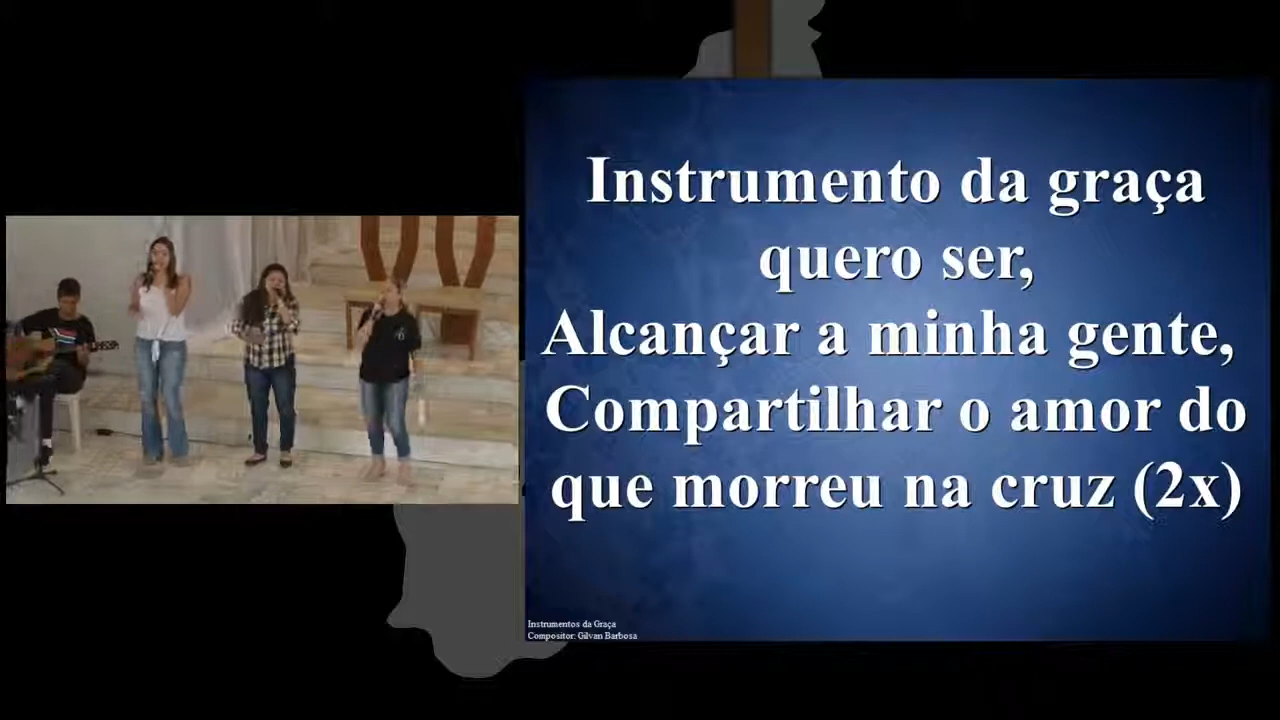 Instrumento da graça
quero ser,
Alcançar a minha gente,
Compartilhar o amor do
que morreu na cruz (2x)
Instrumentos da Graça
Compositor: Gilvan Barbosa